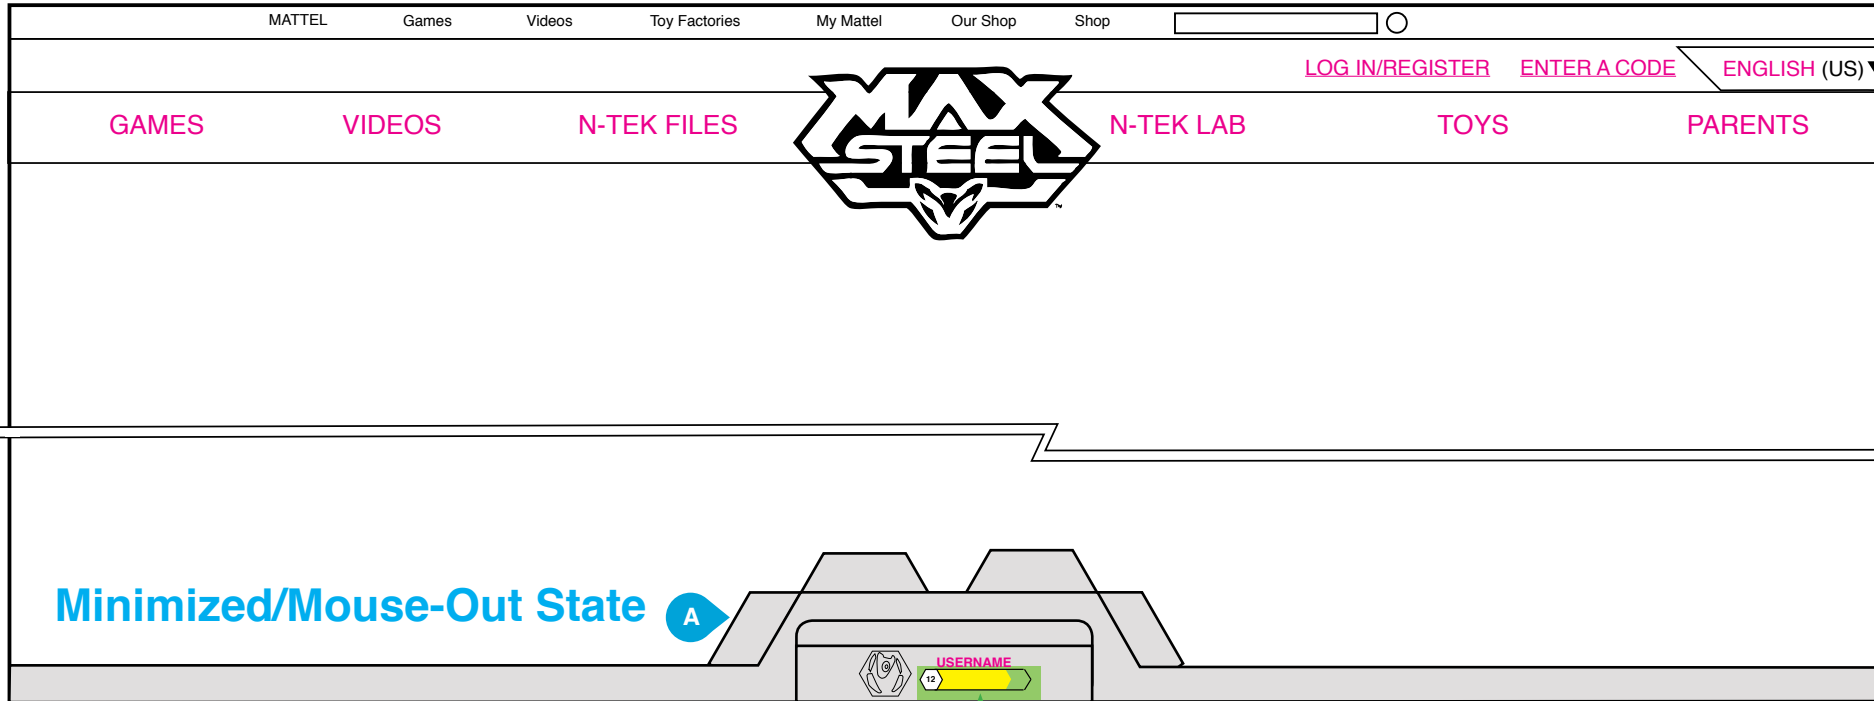 MATTEL Games Videos Toy Factories My Mattel Our Shop Shop
LOG IN/REGISTER ENTER A CODE ENGLISH (US)
GAMES VIDEOS N-TEK FILES N-TEK LAB TOYS PARENTS
MAX
STEEL
™
Minimized/Mouse-Out State A
USERNAME
12